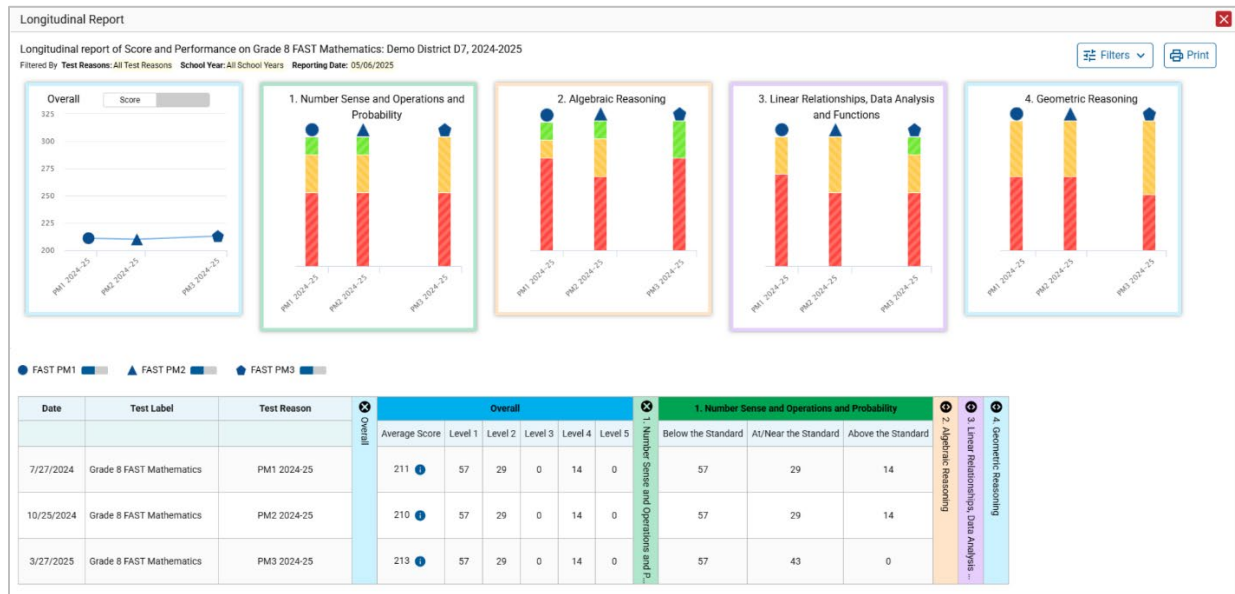 Longitudinal Report
Longitudinal report of Score and Performance on Grade 8 FAST Mathematics: Demo District D7, 2024-2025
Filtered By Test Reasons: All Test Reasons School Year: All School Years Reporting Date: 05/06/2025
Filters
Print
Overall
Score
325
300
275
250
225
200
PM1 2024-25
PM2 2024-25
PM3 2024-25
1. Number Sense and Operations and
Probability
PM1 2024-25
PM2 2024-25
PM3 2024-25
2. Algebraic Reasoning
PM1 2024-25
PM2 2024-25
PM3 2024-25
3. Linear Relationships, Data Analysis
and Functions
PM1 2024-25
PM2 2024-25
PM3 2024-25
4. Geometric Reasoning
PM1 2024-25
PM2 2024-25
PM3 2024-25
FAST PM1 FAST PM2 FAST PM3
Date Test Label Test Reason Overall Overall 1. Number Sense and Operations and P... 1. Number Sense and Operations and Probability 2. Algebraic Reasoning 3. Linear Relationships, Data Analysis ... 4. Geometric Reasoning
Average Score Level 1 Level 2 Level 3 Level 4 Level 5 Below the Standard At/Near the Standard Above the Standard
7/27/2024 Grade 8 FAST Mathematics PM1 2024-25 211 57 29 0 14 0 57 29 14
10/25/2024 Grade 8 FAST Mathematics PM2 2024-25 210 57 29 0 14 0 57 29 14
3/27/2025 Grade 8 FAST Mathematics PM3 2024-25 213 57 29 0 14 0 57 43 0